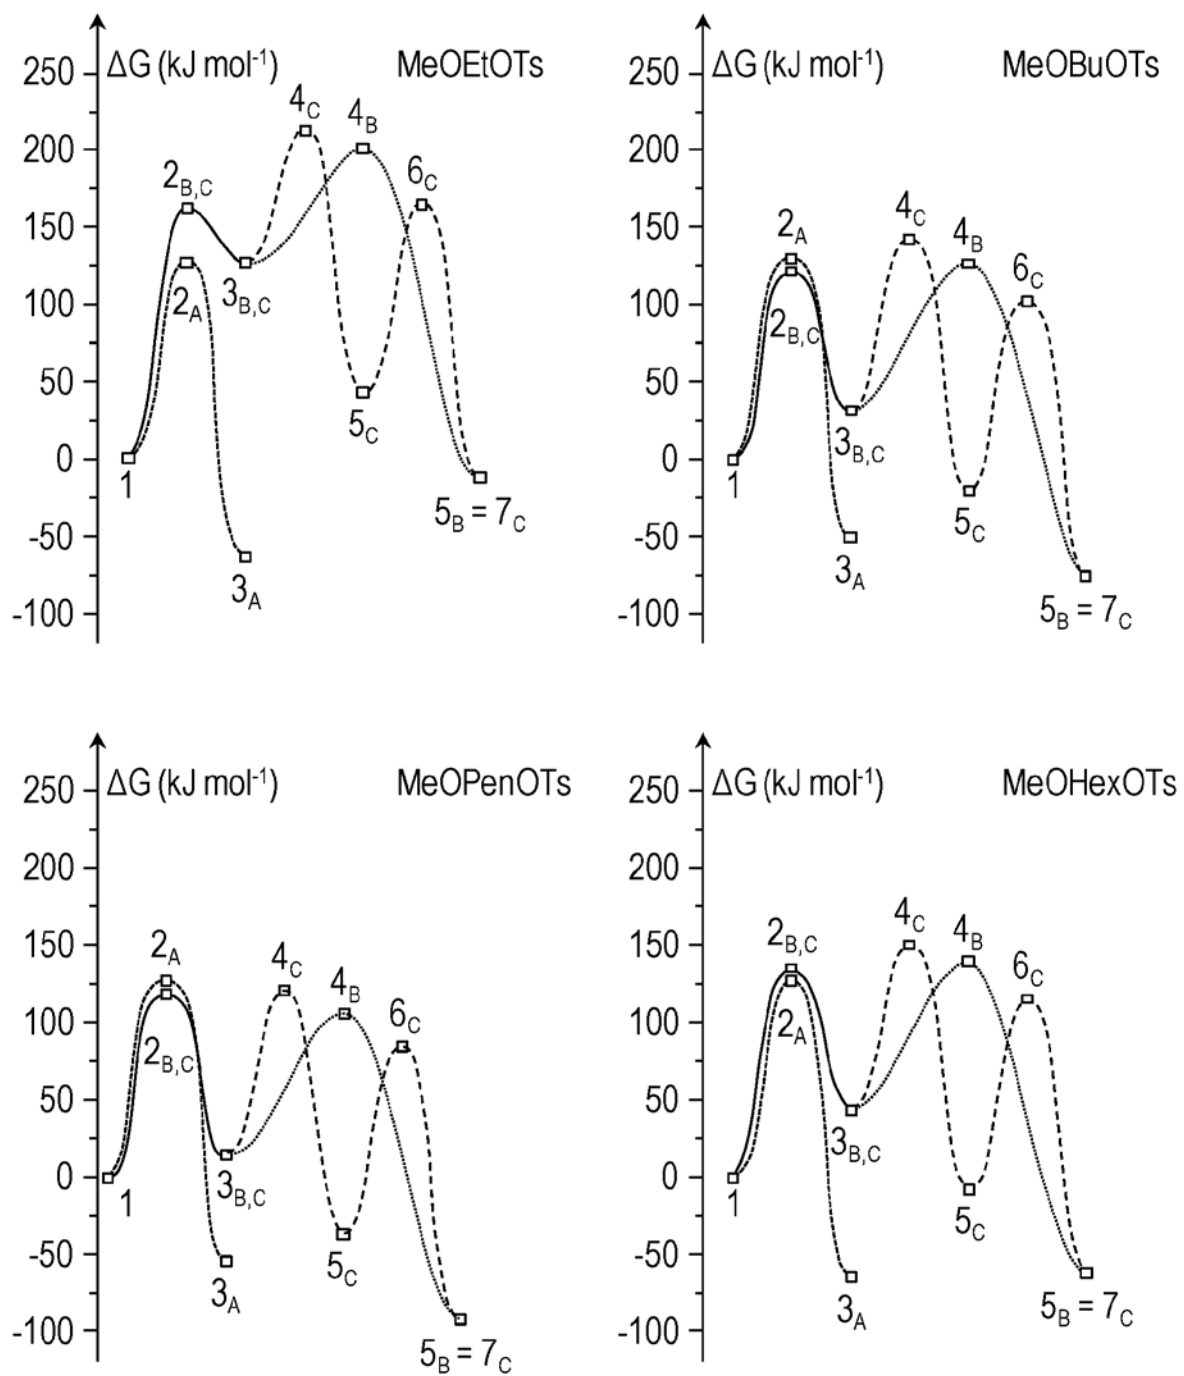 ΔG (kJ mol⁻¹) MeOEtOTs
250
200
150
100
50
0
-50
-100
4C
4B
2B,C
6C
2A
3B,C
5C
1
5B = 7C
3A
ΔG (kJ mol⁻¹) MeOBuOTs
250
200
150
100
50
0
-50
-100
2A
4C
4B
6C
2B,C
3B,C
1
5C
3A
5B = 7C
ΔG (kJ mol⁻¹) MeOPenOTs
250
200
150
100
50
0
-50
-100
2A
4C
4B
6C
2B,C
1
3B,C
5C
3A
5B = 7C
ΔG (kJ mol⁻¹) MeOHexOTs
250
200
150
100
50
0
-50
-100
2B,C
4C
4B
6C
2A
3B,C
1
5C
3A
5B = 7C